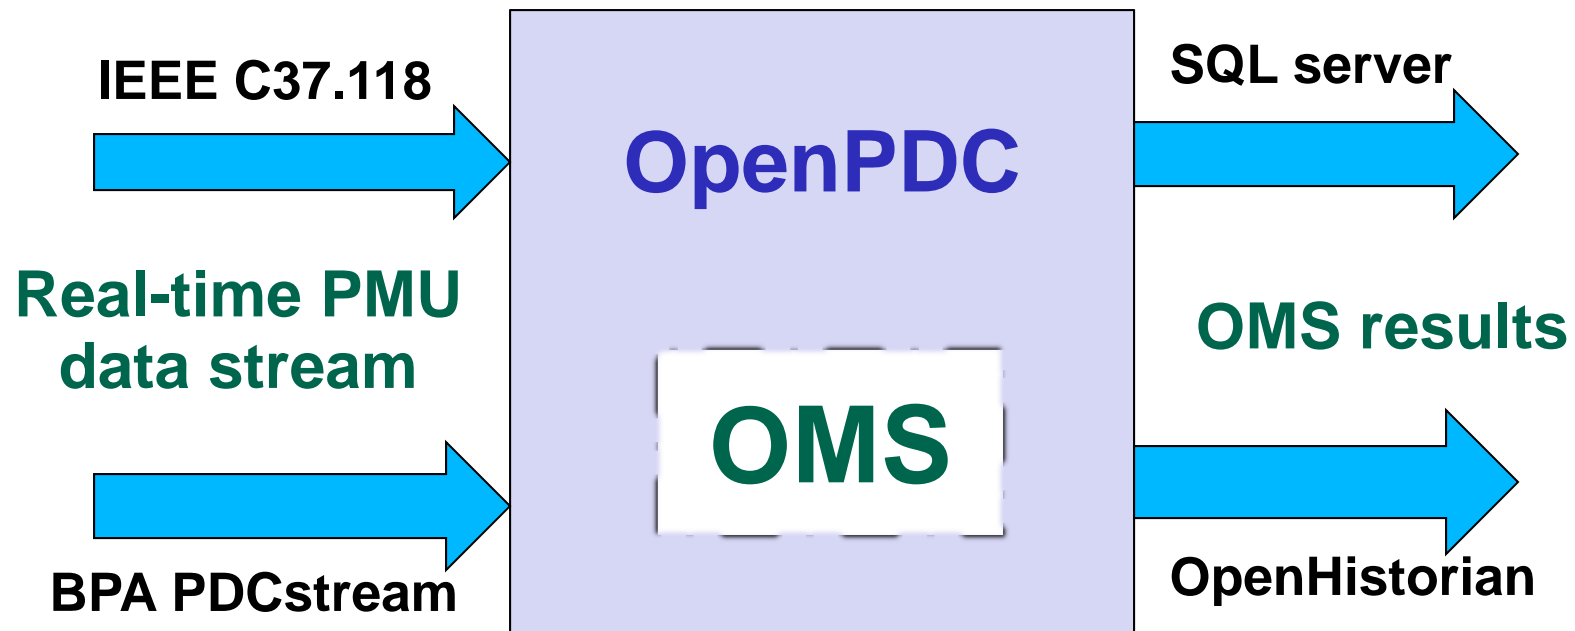 IEEE C37.118
Real-time PMU
data stream
BPA PDCstream
OpenPDC
OMS
SQL server
OMS results
OpenHistorian